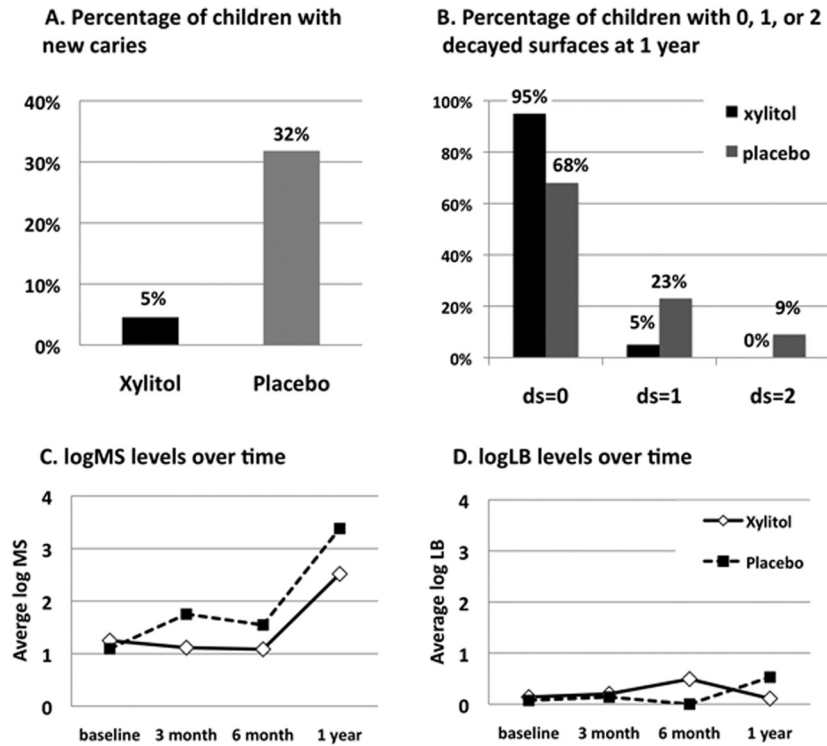 A. Percentage of children with
new caries
40%
30%
20%
10%
0%
5%
32%
Xylitol
Placebo
B. Percentage of children with 0, 1, or 2
decayed surfaces at 1 year
100%
80%
60%
40%
20%
0%
95%
68%
5%
23%
0%
9%
xylitol
placebo
ds=0
ds=1
ds=2
C. logMS levels over time
Averge log MS
4
3
2
1
0
baseline
3 month
6 month
1 year
D. logLB levels over time
Average log LB
4
3
2
1
0
Xylitol
Placebo
baseline
3 month
6 month
1 year